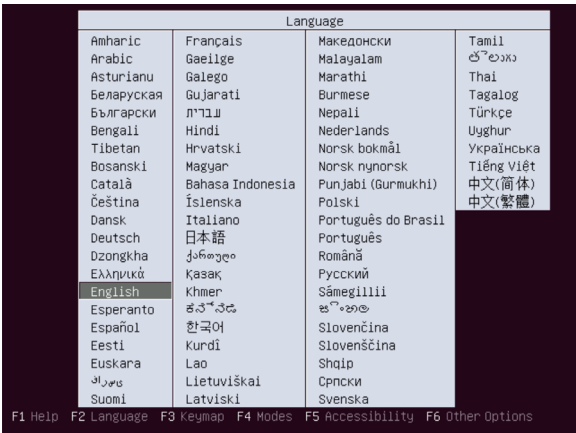 Language
Amharic
Arabic
Asturianu
Беларуская
Български
Bengali
Tibetan
Bosanski
Català
Čeština
Dansk
Deutsch
Dzongkha
Ελληνικά
English
Esperanto
Español
Eesti
Euskara
Suomi
Français
Gaeilge
Galego
Gujarati
Hindi
Hrvatski
Magyar
Bahasa Indonesia
Íslenska
Italiano
日本語
ქართული
Қазақ
Khmer
한국어
Kurdî
Lao
Lietuviškai
Latviski
Македонски
Malayalam
Marathi
Burmese
Nepali
Nederlands
Norsk bokmål
Norsk nynorsk
Punjabi (Gurmukhi)
Polski
Português do Brasil
Português
Română
Русский
Sámegillii
Slovenčina
Slovenščina
Shqip
Српски
Svenska
Tamil
Thai
Tagalog
Türkçe
Uyghur
Українська
Tiếng Việt
中文(简体)
中文(繁體)
F1 Help F2 Language F3 Keymap F4 Modes F5 Accessibility F6 Other Options